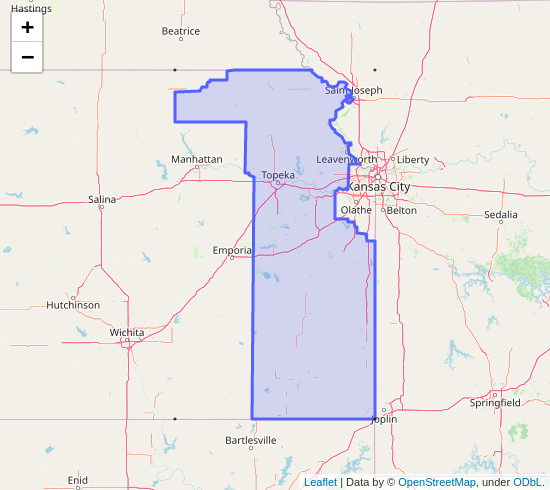 Hastings
+
−
Beatrice
Saint Joseph
Manhattan
Leavenworth
Liberty
Topeka
Kansas City
Salina
Olathe
Belton
Sedalia
Emporia
Hutchinson
Wichita
Springfield
Joplin
Bartlesville
Enid
Leaflet | Data by © OpenStreetMap, under ODbL.